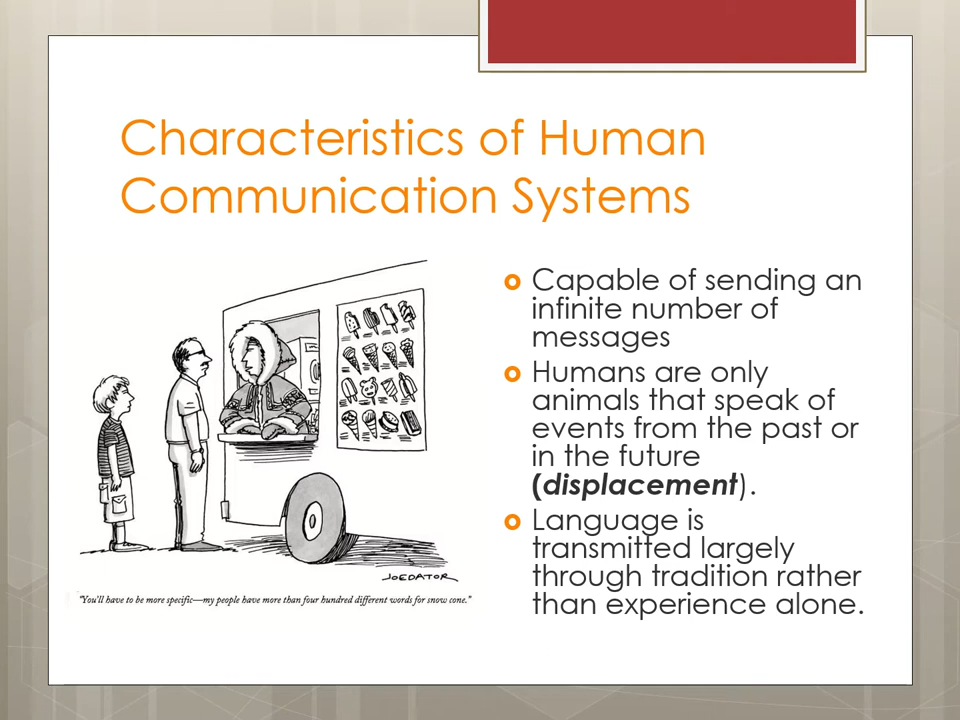 Characteristics of Human
Communication Systems
Capable of sending an
infinite number of
messages
Humans are only
animals that speak of
events from the past or
in the future
(displacement).
Language is
transmitted largely
through tradition rather
than experience alone.
JOEDATOR
"You'll have to be more specific—my people have more than four hundred different words for snow cone."